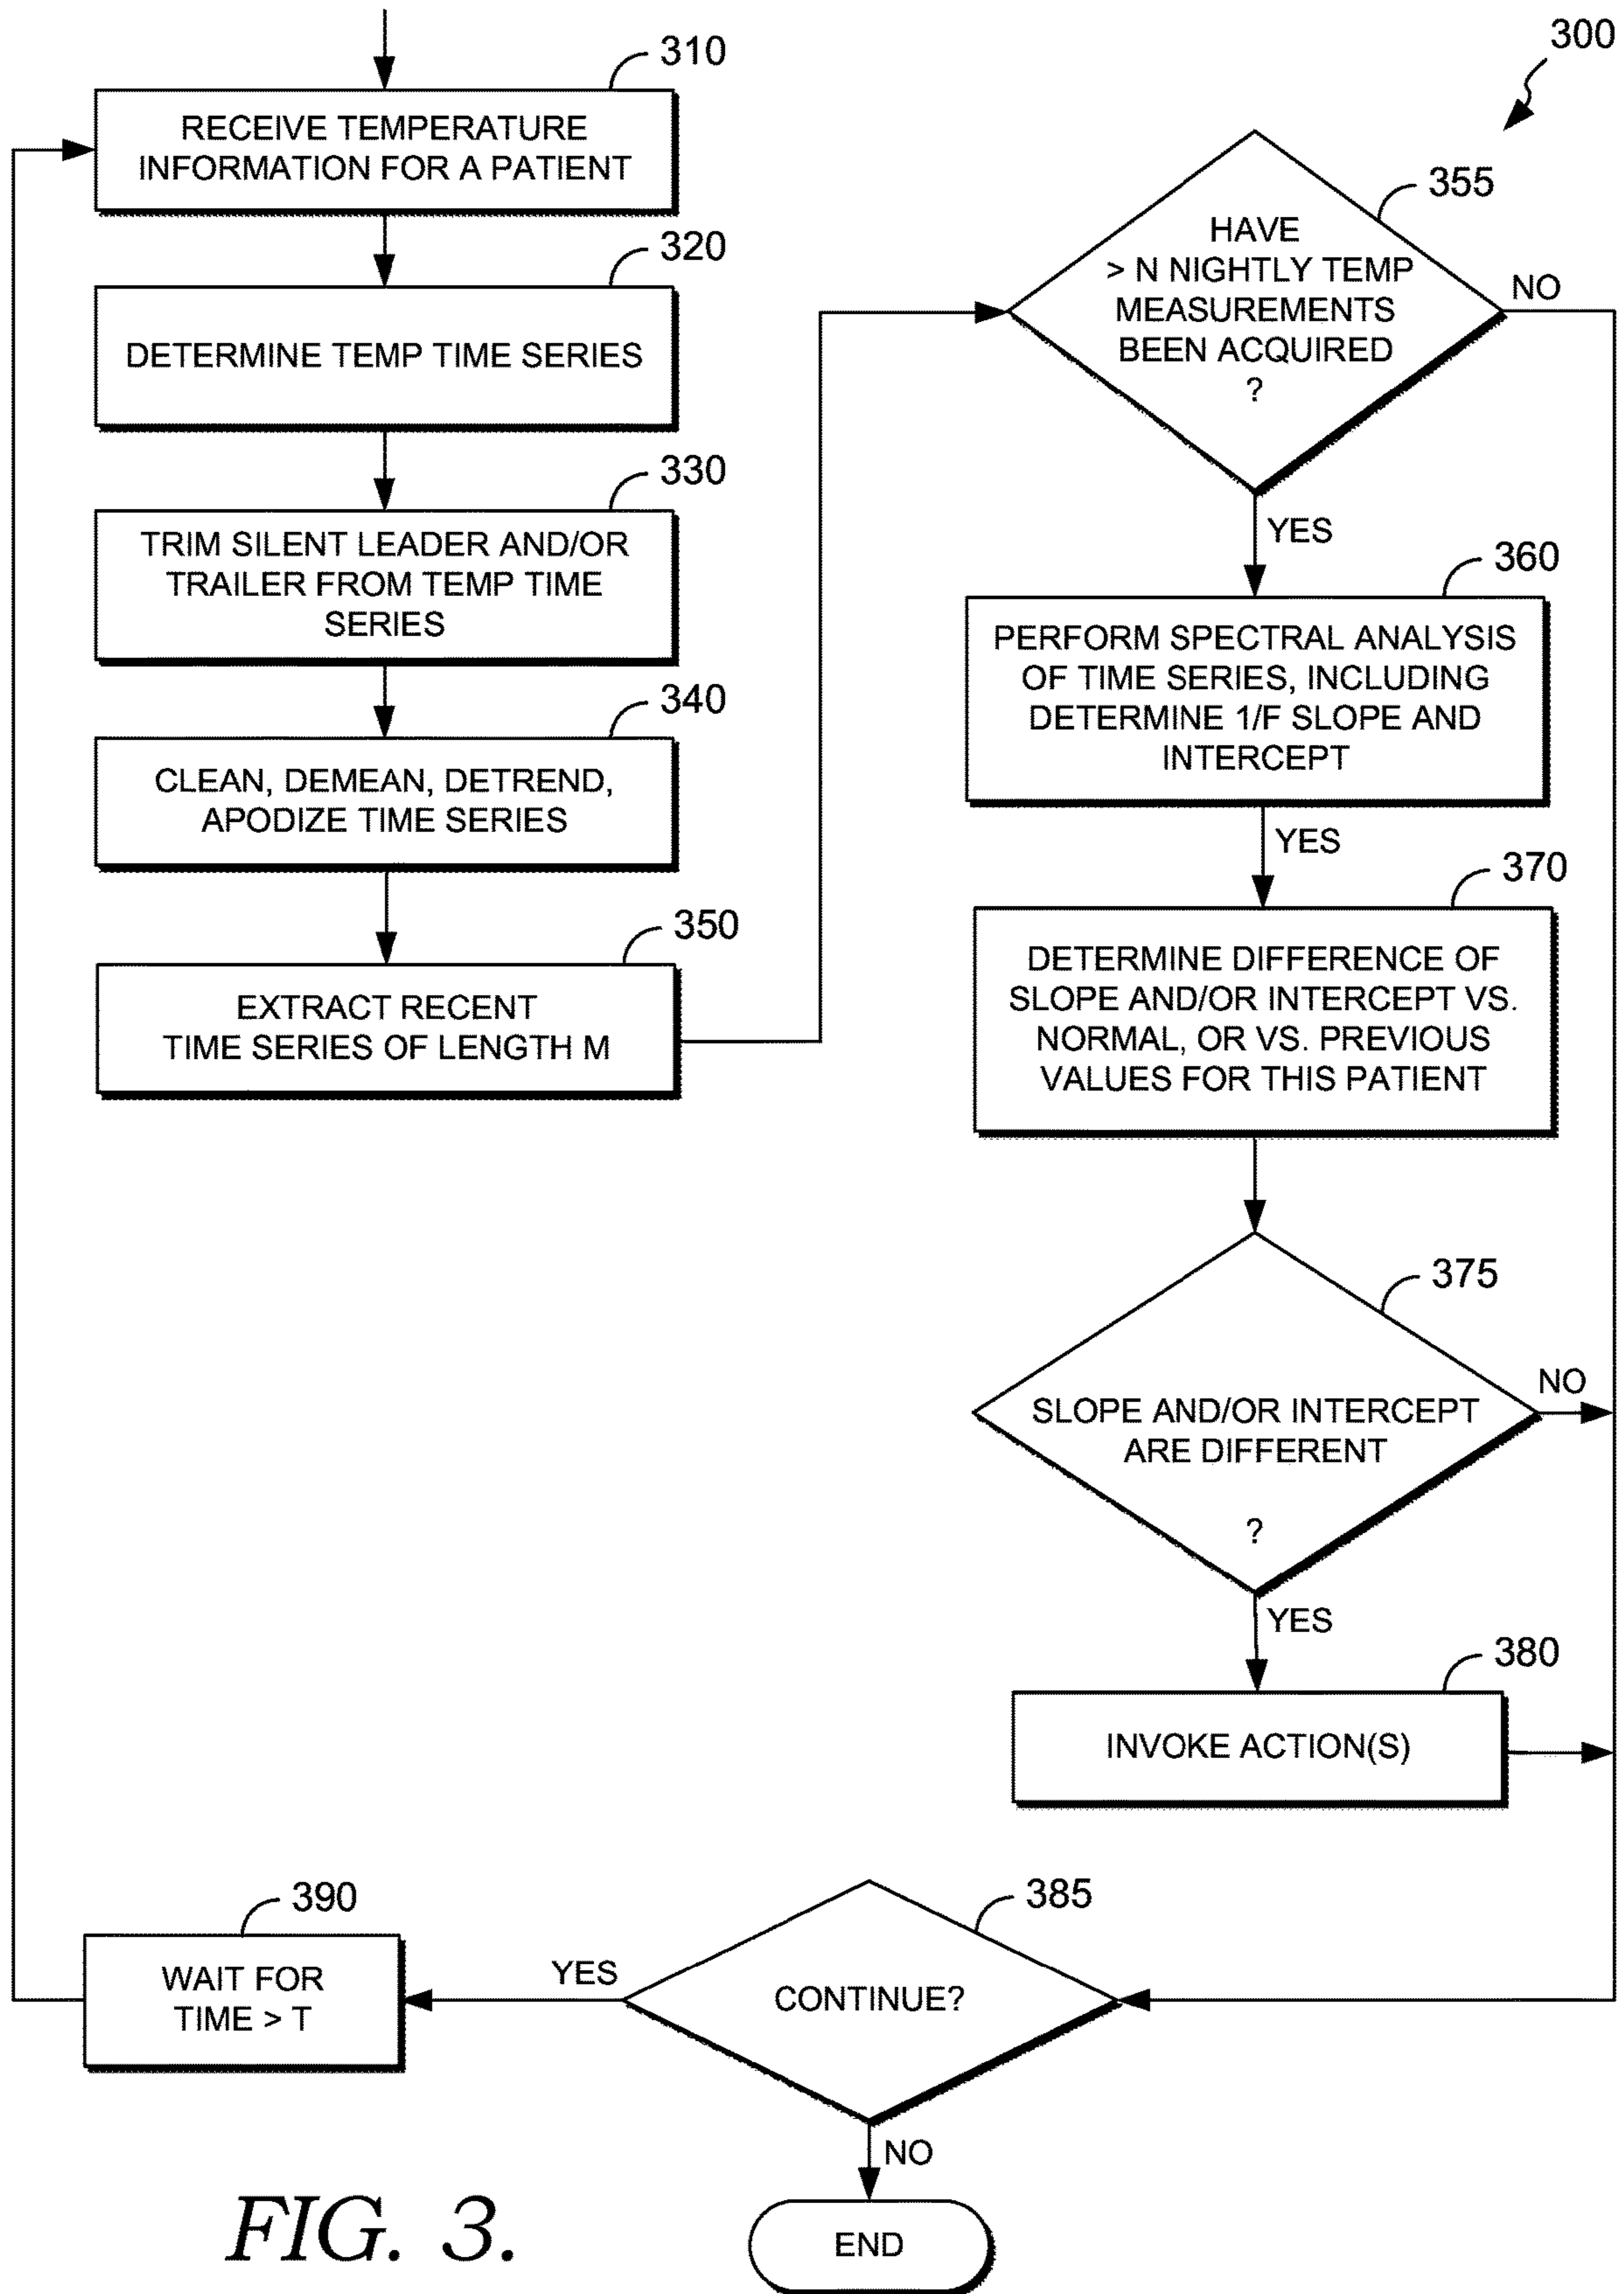 300
310
RECEIVE TEMPERATURE
INFORMATION FOR A PATIENT
320
DETERMINE TEMP TIME SERIES
330
TRIM SILENT LEADER AND/OR
TRAILER FROM TEMP TIME
SERIES
340
CLEAN, DEMEAN, DETREND,
APODIZE TIME SERIES
350
EXTRACT RECENT
TIME SERIES OF LENGTH M
355
HAVE
> N NIGHTLY TEMP
MEASUREMENTS
BEEN ACQUIRED
?
NO
YES
360
PERFORM SPECTRAL ANALYSIS
OF TIME SERIES, INCLUDING
DETERMINE 1/F SLOPE AND
INTERCEPT
YES
370
DETERMINE DIFFERENCE OF
SLOPE AND/OR INTERCEPT VS.
NORMAL, OR VS. PREVIOUS
VALUES FOR THIS PATIENT
375
SLOPE AND/OR INTERCEPT
ARE DIFFERENT
?
NO
YES
380
INVOKE ACTION(S)
385
CONTINUE?
YES
390
WAIT FOR
TIME > T
NO
END
FIG. 3.